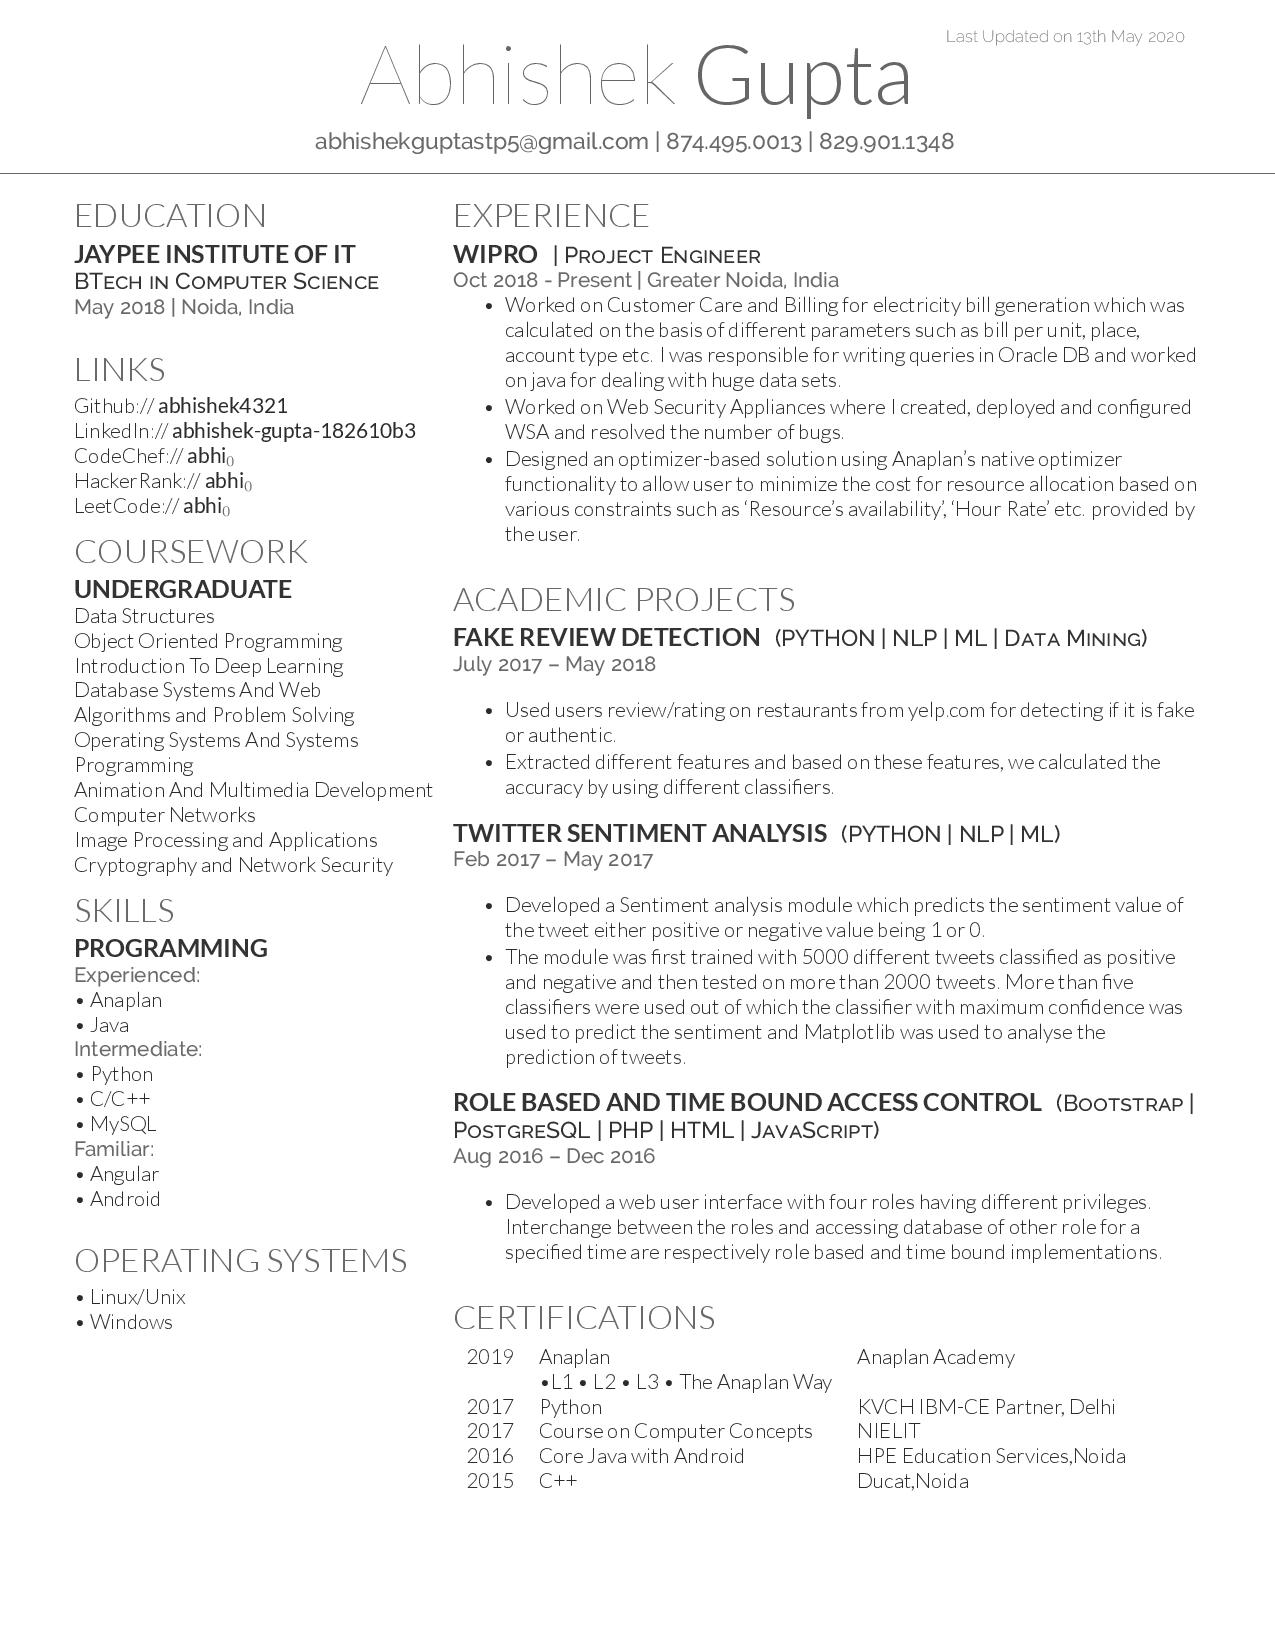 Last Updated on 13th May 2020
Abhishek Gupta
abhishekguptastp5@gmail.com | 874.495.0013 | 829.901.1348
EDUCATION
JAYPEE INSTITUTE OF IT
BTech in Computer Science
May 2018 | Noida, India
LINKS
Github:// abhishek4321
LinkedIn:// abhishek-gupta-182610b3
CodeChef:// abhi()
HackerRank:// abhi()
LeetCode:// abhi()
COURSEWORK
UNDERGRADUATE
Data Structures
Object Oriented Programming
Introduction To Deep Learning
Database Systems And Web
Algorithms and Problem Solving
Operating Systems And Systems
Programming
Animation And Multimedia Development
Computer Networks
Image Processing and Applications
Cryptography and Network Security
SKILLS
PROGRAMMING
Experienced:
• Anaplan
• Java
Intermediate:
• Python
• C/C++
• MySQL
Familiar:
• Angular
• Android
OPERATING SYSTEMS
• Linux/Unix
• Windows
EXPERIENCE
WIPRO | Project Engineer
Oct 2018 - Present | Greater Noida, India
• Worked on Customer Care and Billing for electricity bill generation which was
calculated on the basis of different parameters such as bill per unit, place,
account type etc. I was responsible for writing queries in Oracle DB and worked
on java for dealing with huge data sets.
• Worked on Web Security Appliances where I created, deployed and configured
WSA and resolved the number of bugs.
• Designed an optimizer-based solution using Anaplan's native optimizer
functionality to allow user to minimize the cost for resource allocation based on
various constraints such as 'Resource's availability', 'Hour Rate' etc. provided by
the user.
ACADEMIC PROJECTS
FAKE REVIEW DETECTION (PYTHON | NLP | ML | Data Mining)
July 2017 – May 2018
• Used users review/rating on restaurants from yelp.com for detecting if it is fake
or authentic.
• Extracted different features and based on these features, we calculated the
accuracy by using different classifiers.
TWITTER SENTIMENT ANALYSIS (PYTHON | NLP | ML)
Feb 2017 – May 2017
• Developed a Sentiment analysis module which predicts the sentiment value of
the tweet either positive or negative value being 1 or 0.
• The module was first trained with 5000 different tweets classified as positive
and negative and then tested on more than 2000 tweets. More than five
classifiers were used out of which the classifier with maximum confidence was
used to predict the sentiment and Matplotlib was used to analyse the
prediction of tweets.
ROLE BASED AND TIME BOUND ACCESS CONTROL (Bootstrap |
PostgreSQL | PHP | HTML | JavaScript)
Aug 2016 – Dec 2016
• Developed a web user interface with four roles having different privileges.
Interchange between the roles and accessing database of other role for a
specified time are respectively role based and time bound implementations.
CERTIFICATIONS
2019 Anaplan Anaplan Academy
•L1 • L2 • L3 • The Anaplan Way
2017 Python KVCH IBM-CE Partner, Delhi
2017 Course on Computer Concepts NIELIT
2016 Core Java with Android HPE Education Services,Noida
2015 C++ Ducat,Noida